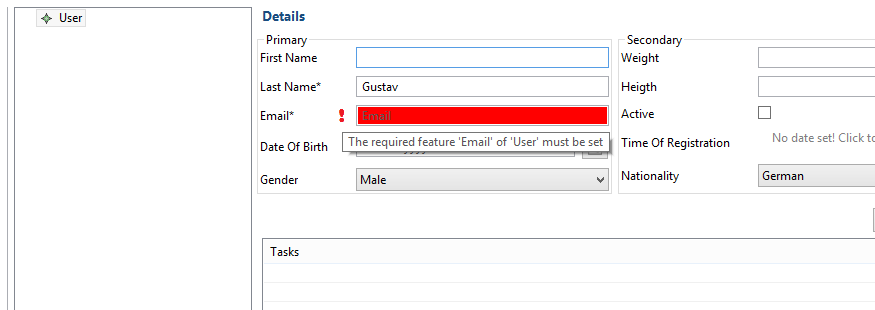 User
Details
Primary
First Name
Last Name* Gustav
Email* Email
The required feature 'Email' of 'User' must be set
Date Of Birth
Gender Male
Secondary
Weight
Heigth
Active
Time Of Registration No date set! Click to
Nationality German
Tasks